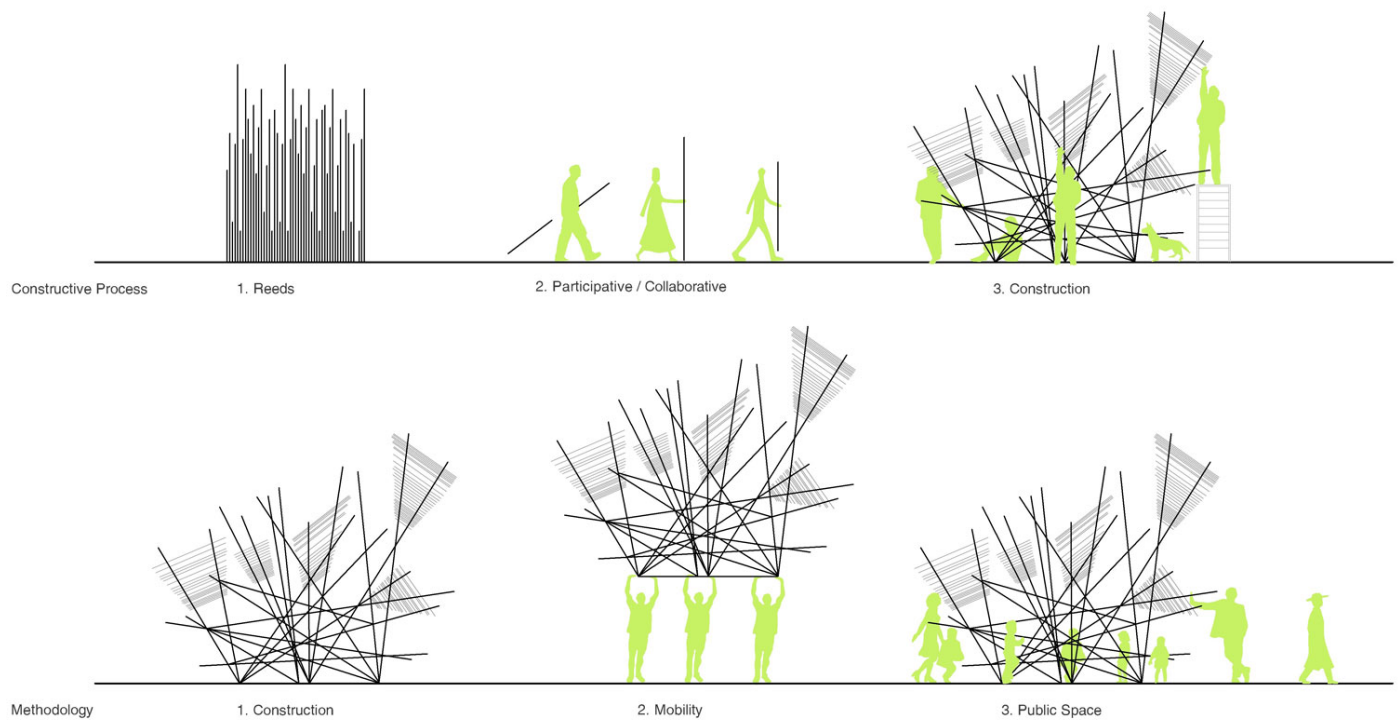 Constructive Process 1. Reeds 2. Participative / Collaborative 3. Construction
Methodology 1. Construction 2. Mobility 3. Public Space